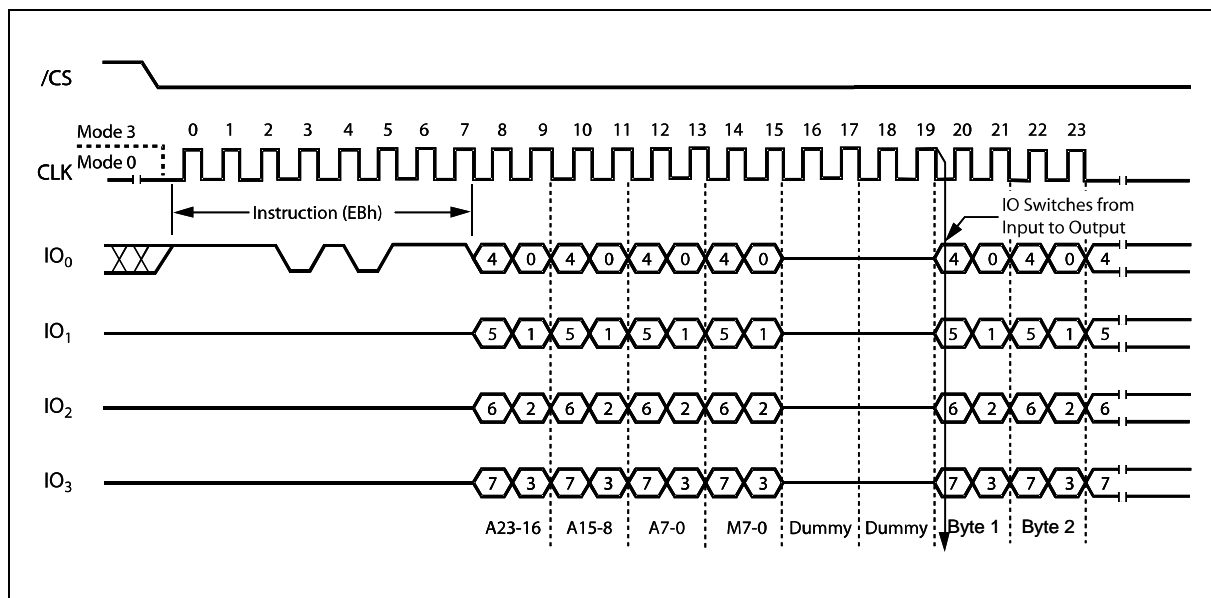 /CS
Mode 3
0 1 2 3 4 5 6 7 8 9 10 11 12 13 14 15 16 17 18 19 20 21 22 23
CLK
Mode 0
Instruction (EBh)
IO Switches from
Input to Output
IO0
4 0 4 0 4 0 4 0 4 0 4 0 4
IO1
5 1 5 1 5 1 5 1 5 1 5 1 5
IO2
6 2 6 2 6 2 6 2 6 2 6 2 6
IO3
7 3 7 3 7 3 7 3 7 3 7 3 7
A23-16 A15-8 A7-0 M7-0 Dummy Dummy Byte 1 Byte 2